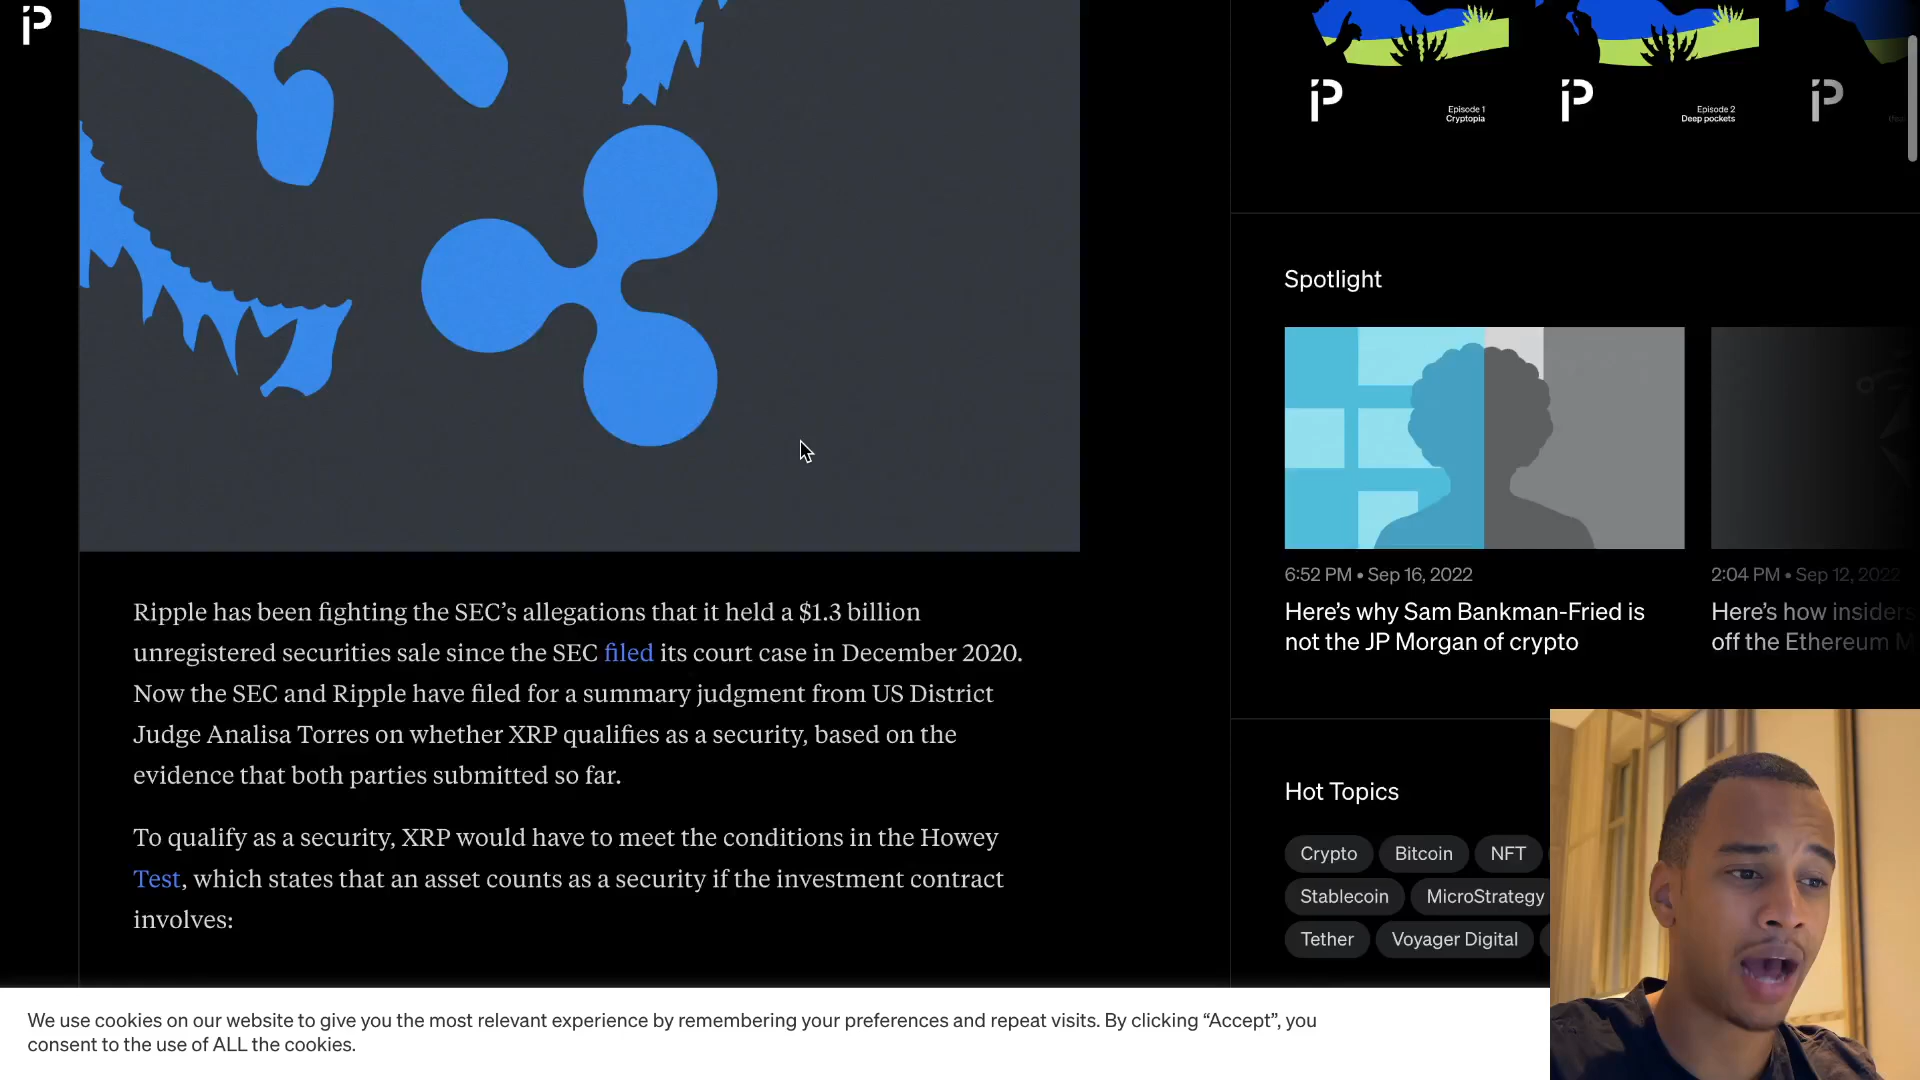 Episode 1
Cryptopia
Episode 2
Deep pockets
Spotlight
6:52 PM • Sep 16, 2022
Here’s why Sam Bankman-Fried is
not the JP Morgan of crypto
2:04 PM • Sep 12, 2022
Here’s how insiders
off the Ethereum M
Ripple has been fighting the SEC’s allegations that it held a $1.3 billion
unregistered securities sale since the SEC filed its court case in December 2020.
Now the SEC and Ripple have filed for a summary judgment from US District
Judge Analisa Torres on whether XRP qualifies as a security, based on the
evidence that both parties submitted so far.
To qualify as a security, XRP would have to meet the conditions in the Howey
Test, which states that an asset counts as a security if the investment contract
involves:
Hot Topics
Crypto Bitcoin NFT
Stablecoin MicroStrategy
Tether Voyager Digital
We use cookies on our website to give you the most relevant experience by remembering your preferences and repeat visits. By clicking “Accept”, you
consent to the use of ALL the cookies.